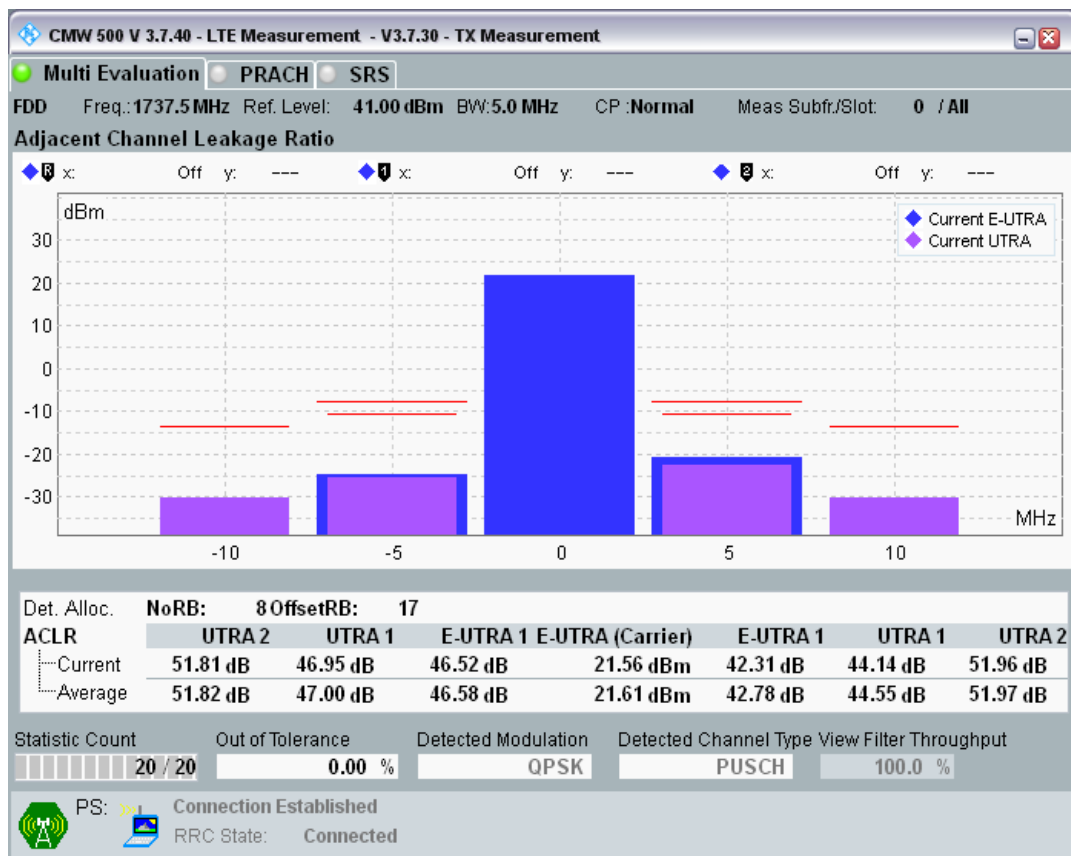 CMW 500 V 3.7.40 - LTE Measurement - V3.7.30 - TX Measurement
Multi Evaluation PRACH SRS
FDD Freq.:1737.5 MHz Ref. Level: 41.00 dBm BW:5.0 MHz CP :Normal Meas Subfr./Slot: 0 / All
Adjacent Channel Leakage Ratio
R x: Off y: --- 1 x: Off y: --- 2 x: Off y: ---
dBm
Current E-UTRA
Current UTRA
30
20
10
0
-10
-20
-30
MHz
-10 -5 0 5 10
Det. Alloc. NoRB: 8 OffsetRB: 17
ACLR UTRA 2 UTRA 1 E-UTRA 1 E-UTRA (Carrier) E-UTRA 1 UTRA 1 UTRA 2
Current 51.81 dB 46.95 dB 46.52 dB 21.56 dBm 42.31 dB 44.14 dB 51.96 dB
Average 51.82 dB 47.00 dB 46.58 dB 21.61 dBm 42.78 dB 44.55 dB 51.97 dB
Statistic Count Out of Tolerance Detected Modulation Detected Channel Type View Filter Throughput
20 / 20 0.00 % QPSK PUSCH 100.0 %
PS: Connection Established
RRC State: Connected